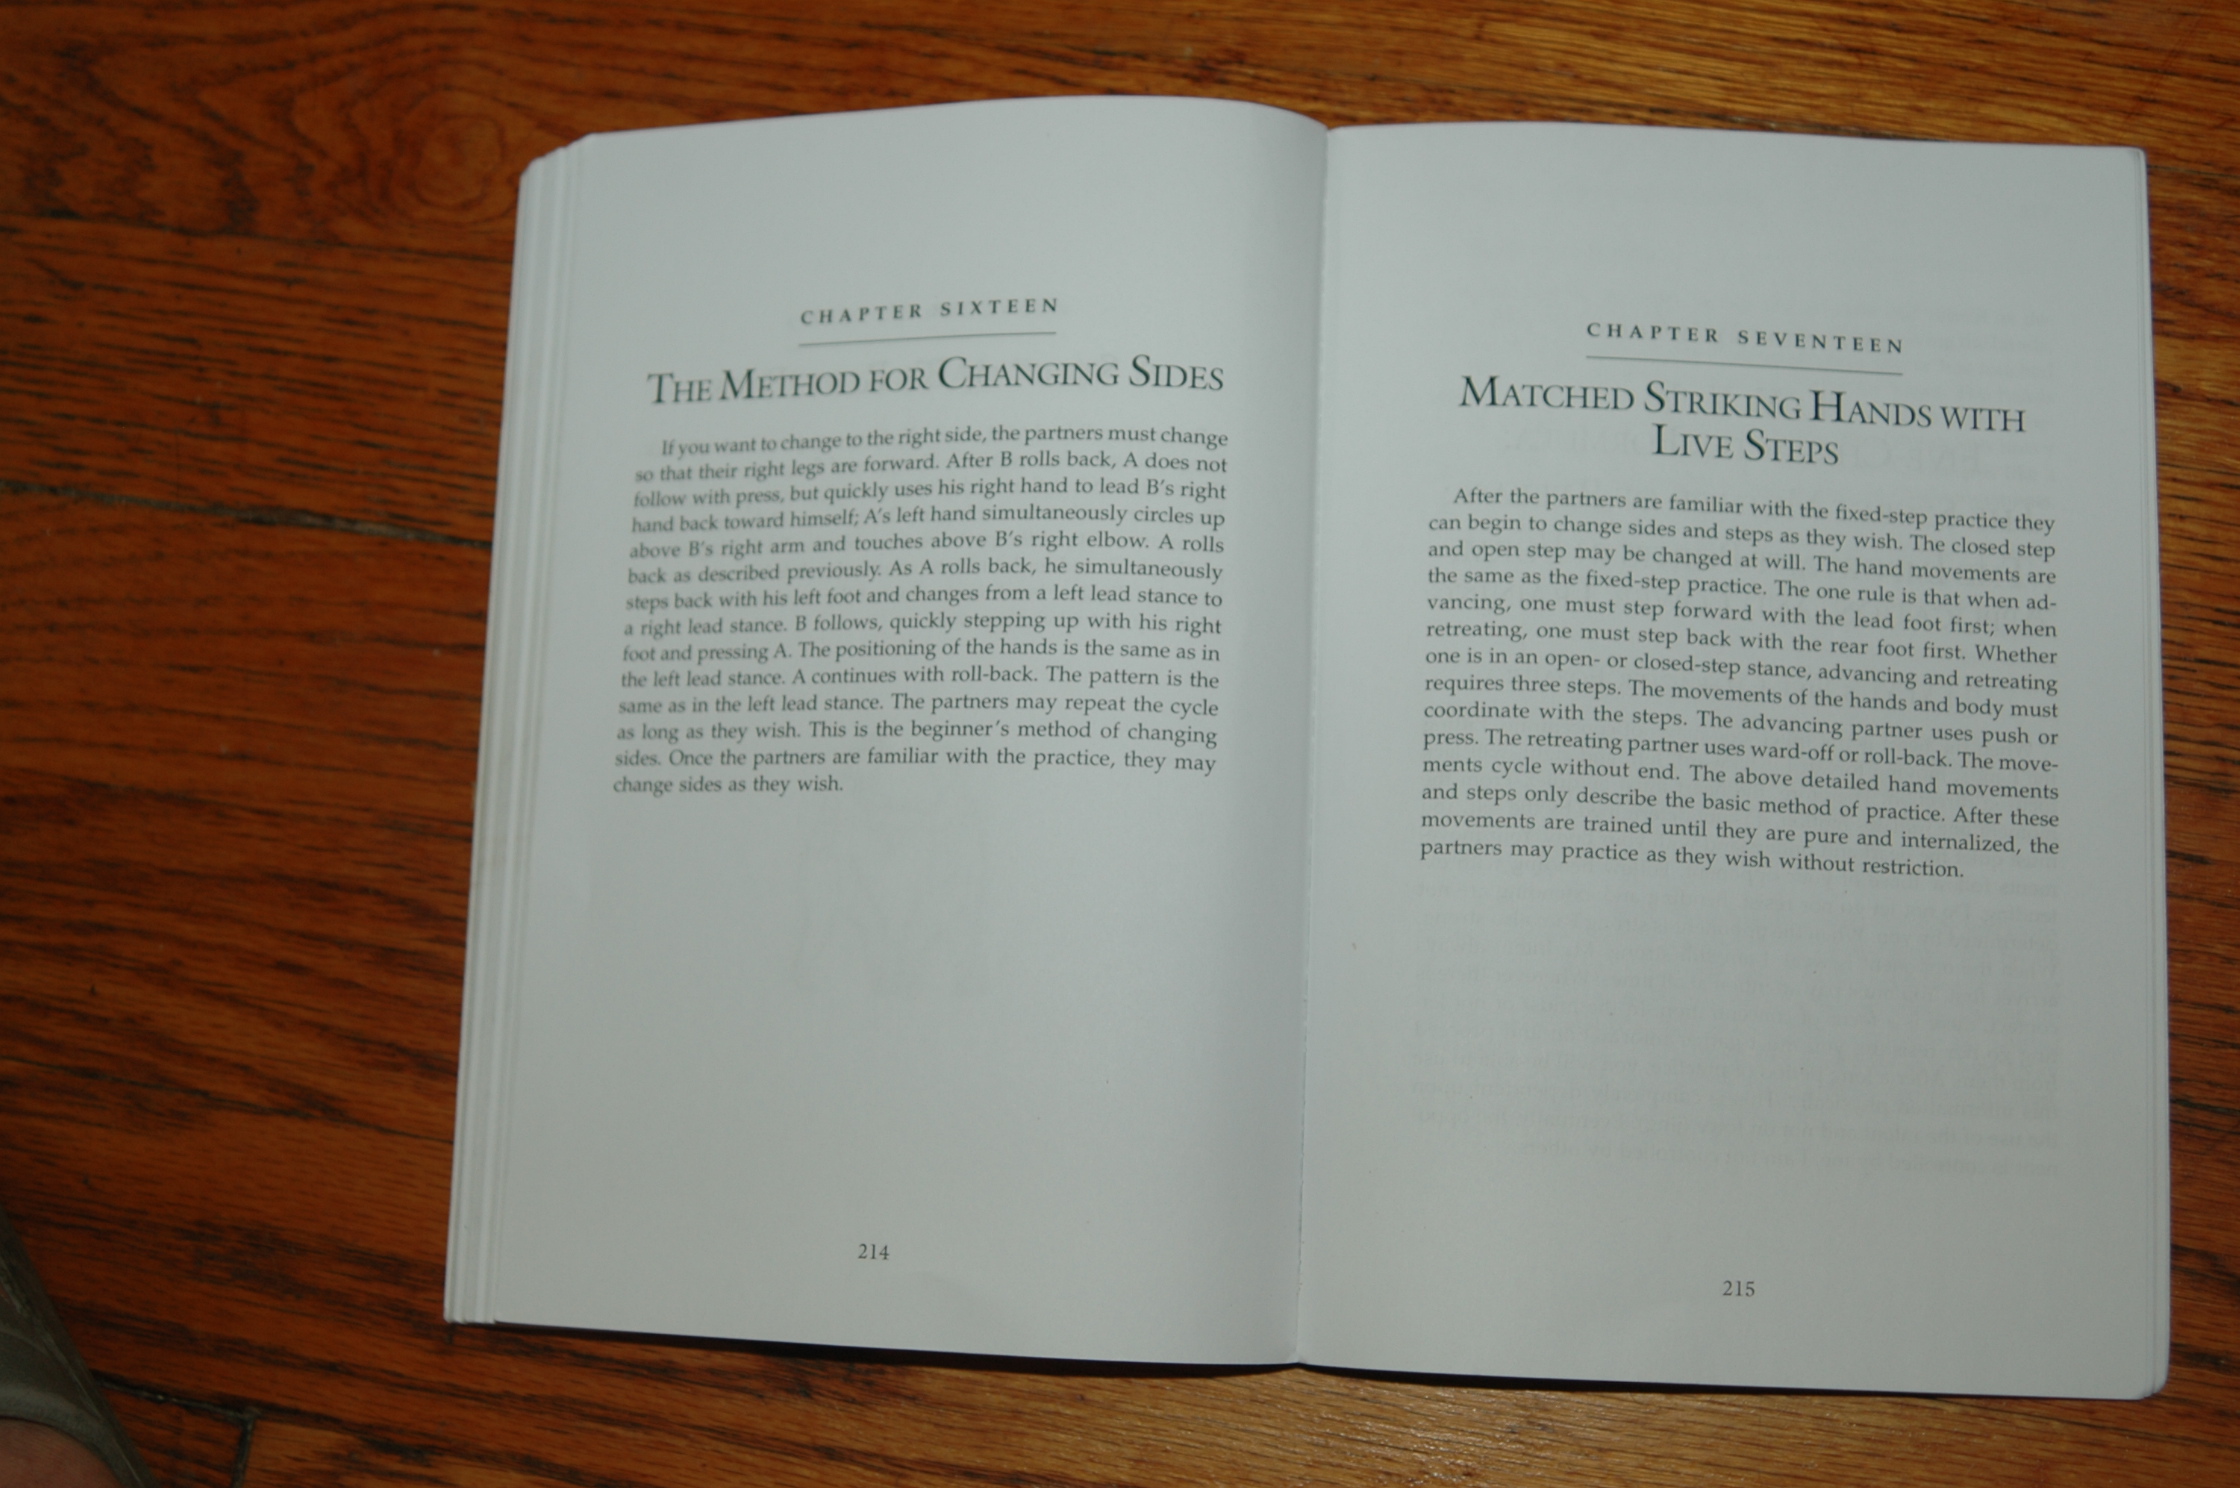 CHAPTER SIXTEEN
THE METHOD FOR CHANGING SIDES
If you want to change to the right side, the partners must change
so that their right legs are forward. After B rolls back, A does not
follow with press, but quickly uses his right hand to lead B's right
hand back toward himself; A's left hand simultaneously circles up
above B's right arm and touches above B's right elbow. A rolls
back as described previously. As A rolls back, he simultaneously
steps back with his left foot and changes from a left lead stance to
a right lead stance. B follows, quickly stepping up with his right
foot and pressing A. The positioning of the hands is the same as in
the left lead stance. A continues with roll-back. The pattern is the
same as in the left lead stance. The partners may repeat the cycle
as long as they wish. This is the beginner's method of changing
sides. Once the partners are familiar with the practice, they may
change sides as they wish.
214
CHAPTER SEVENTEEN
MATCHED STRIKING HANDS WITH
LIVE STEPS
After the partners are familiar with the fixed-step practice they
can begin to change sides and steps as they wish. The closed step
and open step may be changed at will. The hand movements are
the same as the fixed-step practice. The one rule is that when ad-
vancing, one must step forward with the lead foot first; when
retreating, one must step back with the rear foot first. Whether
one is in an open- or closed-step stance, advancing and retreating
requires three steps. The movements of the hands and body must
coordinate with the steps. The advancing partner uses push or
press. The retreating partner uses ward-off or roll-back. The move-
ments cycle without end. The above detailed hand movements
and steps only describe the basic method of practice. After these
movements are trained until they are pure and internalized, the
partners may practice as they wish without restriction.
215